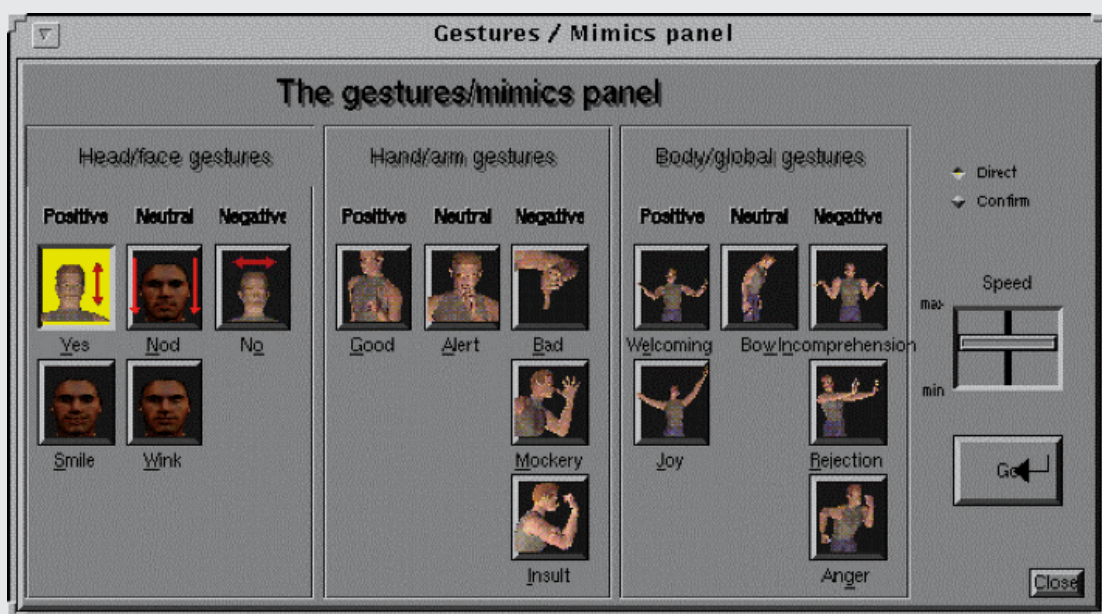 Gestures / Mimics panel
The gestures/mimics panel
Head/face gestures
Positive Neutral Negative
Yes Nod No
Smile Wink
Hand/arm gestures
Positive Neutral Negative
Good Alert Bad
Mockery
Insult
Body/global gestures
Positive Neutral Negative
Welcoming Bow Incomprehension
Joy Rejection
Anger
Direct
Confirm
Speed
max
min
Go
Close